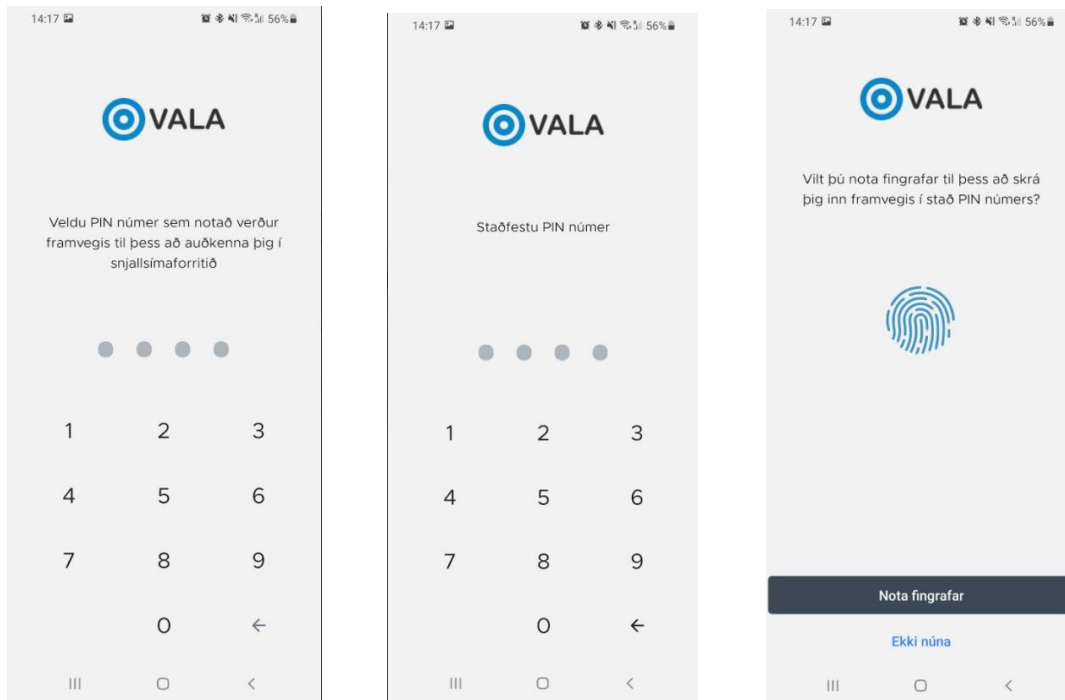 14:17 56%
VALA
Veldu PIN númer sem notað verður
framvegis til þess að auðkenna þig í
snjallsímaforritið
1 2 3
4 5 6
7 8 9
0
14:17 56%
VALA
Staðfestu PIN númer
1 2 3
4 5 6
7 8 9
0
14:17 56%
VALA
Vilt þú nota fingrafar til þess að skrá
þig inn framvegis í stað PIN númers?
Nota fingrafar
Ekki núna